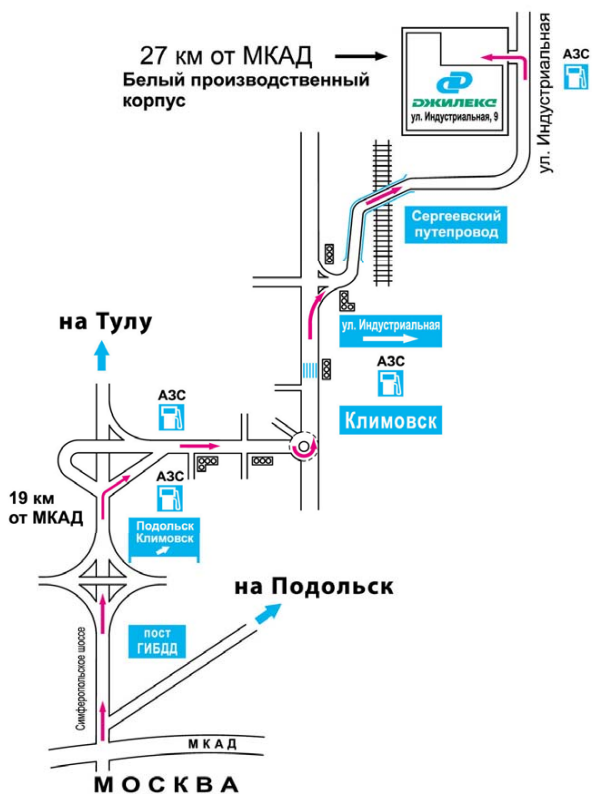 27 км от МКАД
Белый производственный
корпус
ДЖИЛЕКС
ул. Индустриальная, 9
ул. Индустриальная
АЗС
Сергеевский
путепровод
на Тулу
ул. Индустриальная
АЗС
АЗС
Климовск
АЗС
19 км
от МКАД
Подольск
Климовск
на Подольск
пост
ГИБДД
Симферопольское шоссе
МКАД
МОСКВА